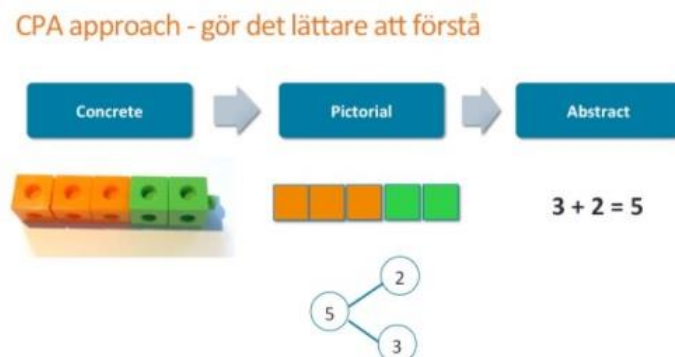 CPA approach - gör det lättare att förstå
Concrete
Pictorial
Abstract
3 + 2 = 5
2
5
3